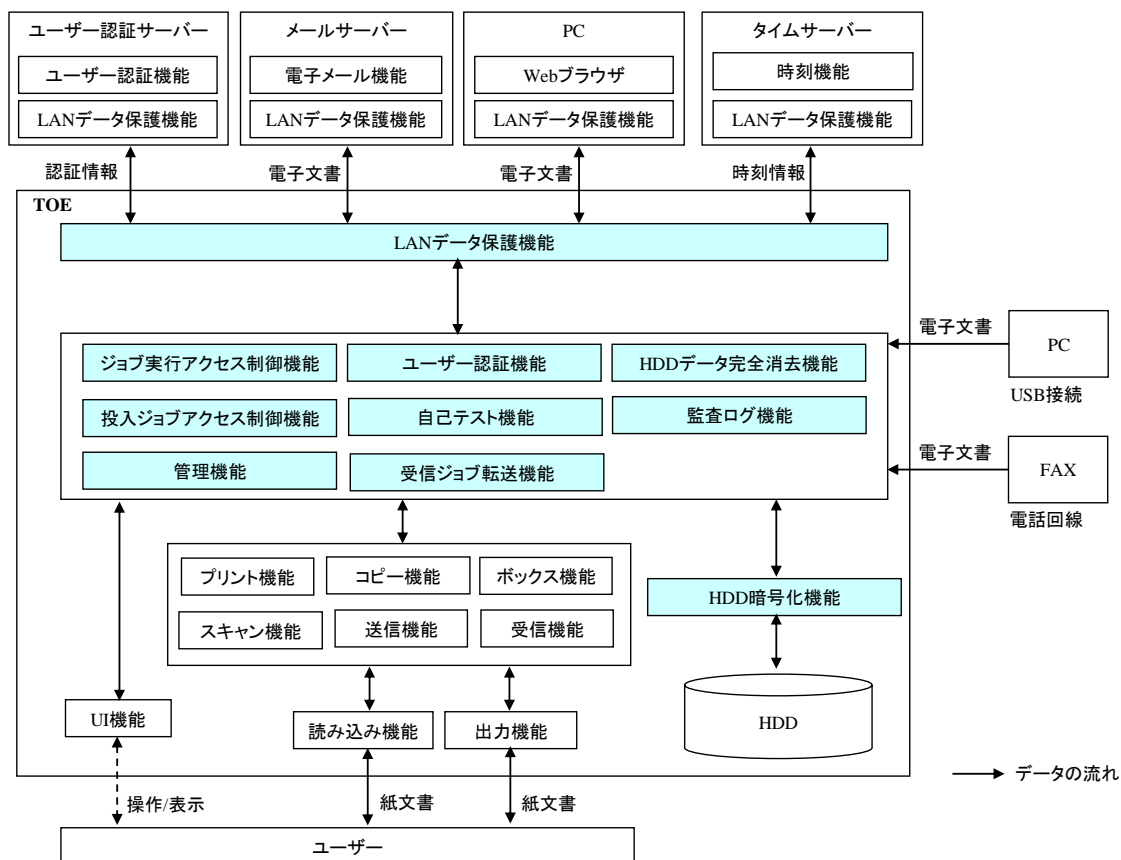 ユーザー認証サーバー
ユーザー認証機能
LANデータ保護機能
メールサーバー
電子メール機能
LANデータ保護機能
PC
Webブラウザ
LANデータ保護機能
タイムサーバー
時刻機能
LANデータ保護機能
認証情報
電子文書
電子文書
時刻情報
TOE
LANデータ保護機能
ジョブ実行アクセス制御機能
ユーザー認証機能
HDDデータ完全消去機能
投入ジョブアクセス制御機能
自己テスト機能
監査ログ機能
管理機能
受信ジョブ転送機能
電子文書
PC
USB接続
電子文書
FAX
電話回線
プリント機能
コピー機能
ボックス機能
スキャン機能
送信機能
受信機能
HDD暗号化機能
HDD
UI機能
読み込み機能
出力機能
データの流れ
操作/表示
紙文書
紙文書
ユーザー